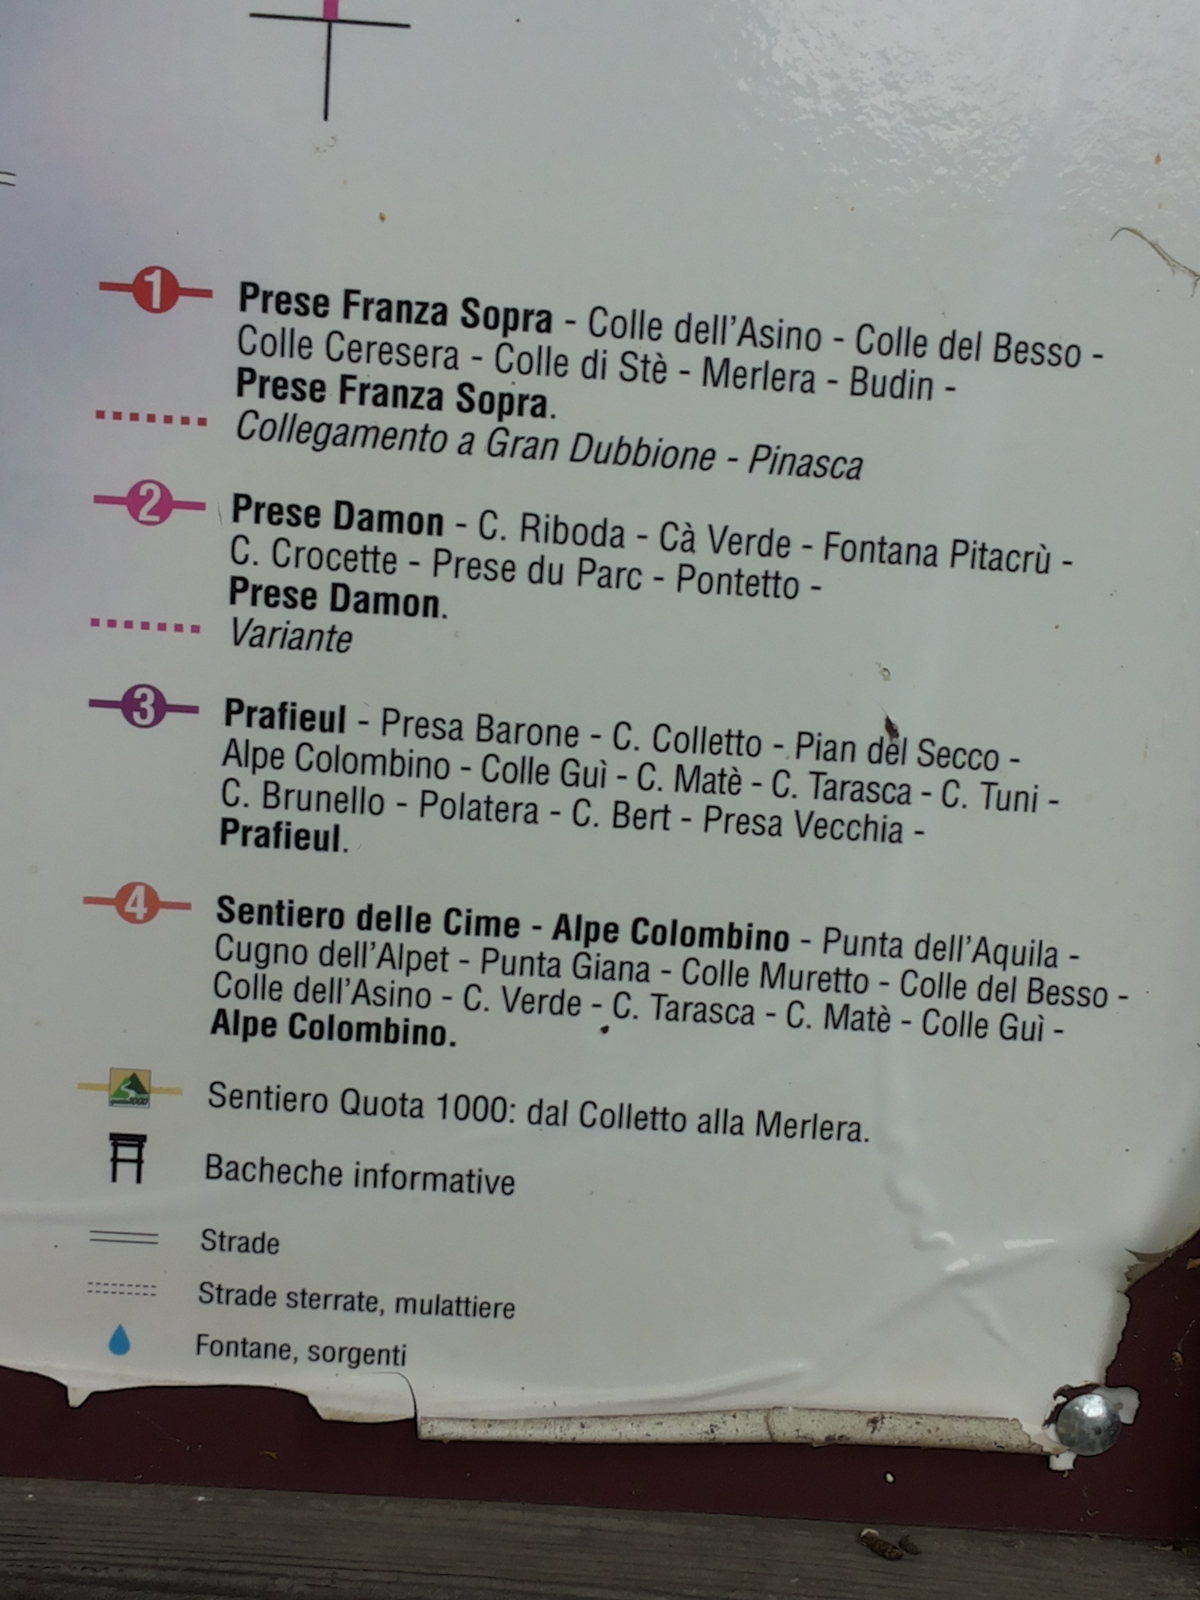 1 Prese Franza Sopra - Colle dell'Asino - Colle del Besso -
Colle Ceresera - Colle di Stè - Merlera - Budin -
Prese Franza Sopra.
Collegamento a Gran Dubbione - Pinasca
2 Prese Damon - C. Riboda - Cà Verde - Fontana Pitacrù -
C. Crocette - Prese du Parc - Pontetto -
Prese Damon.
Variante
3 Prafieul - Presa Barone - C. Colletto - Pian del Secco -
Alpe Colombino - Colle Guì - C. Matè - C. Tarasca - C. Tuni -
C. Brunello - Polatera - C. Bert - Presa Vecchia -
Prafieul.
4 Sentiero delle Cime - Alpe Colombino - Punta dell'Aquila -
Cugno dell'Alpet - Punta Giana - Colle Muretto - Colle del Besso -
Colle dell'Asino - C. Verde - C. Tarasca - C. Matè - Colle Guì -
Alpe Colombino.
Sentiero Quota 1000: dal Colletto alla Merlera.
Bacheche informative
Strade
Strade sterrate, mulattiere
Fontane, sorgenti